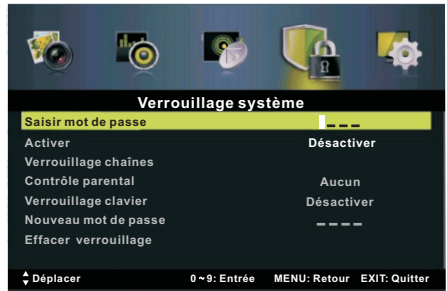 Verrouillage système
Saisir mot de passe _ _ _
Activer Désactiver
Verrouillage chaînes
Contrôle parental Aucun
Verrouillage clavier Désactiver
Nouveau mot de passe _ _ _ _
Effacer verrouillage
Déplacer 0~9: Entrée MENU: Retour EXIT: Quitter